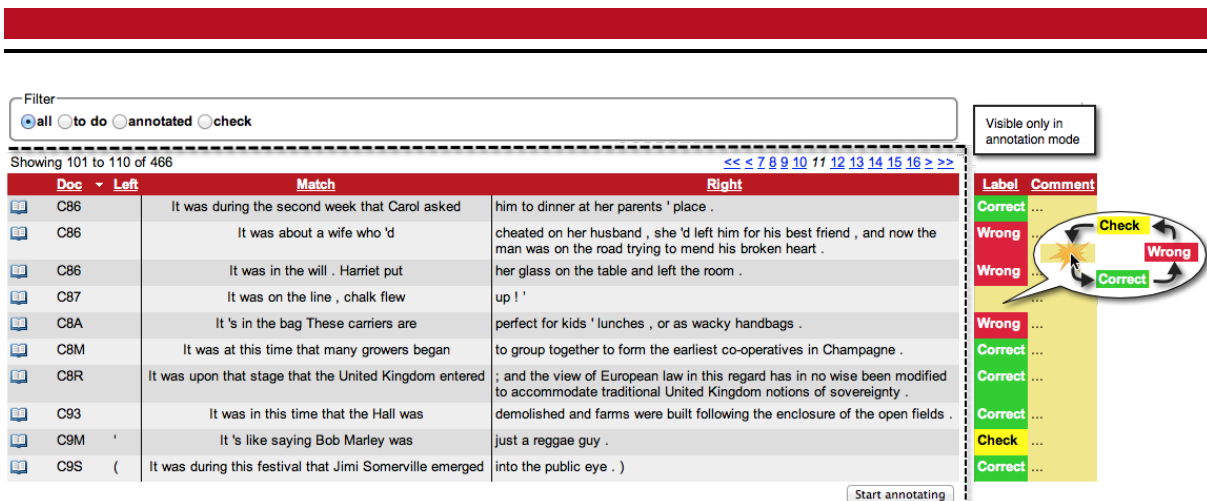 Filter
all to do annotated check
Visible only in
annotation mode
Showing 101 to 110 of 466 << < 7 8 9 10 11 12 13 14 15 16 > >>
Doc Left Match Right Label Comment
C86 It was during the second week that Carol asked him to dinner at her parents ' place . Correct ...
C86 It was about a wife who 'd cheated on her husband , she 'd left him for his best friend , and now the Wrong
man was on the road trying to mend his broken heart .
Check
Wrong
Correct
C86 It was in the will . Harriet put her glass on the table and left the room . Wrong ...
C87 It was on the line , chalk flew up ! ' ...
C8A It 's in the bag These carriers are perfect for kids ' lunches , or as wacky handbags . Wrong ...
C8M It was at this time that many growers began to group together to form the earliest co-operatives in Champagne . Correct ...
C8R It was upon that stage that the United Kingdom entered ; and the view of European law in this regard has in no wise been modified Correct ...
to accommodate traditional United Kingdom notions of sovereignty .
C93 It was in this time that the Hall was demolished and farms were built following the enclosure of the open fields . Correct ...
C9M ' It 's like saying Bob Marley was just a reggae guy . Check ...
C9S ( It was during this festival that Jimi Somerville emerged into the public eye . ) Correct ...
Start annotating